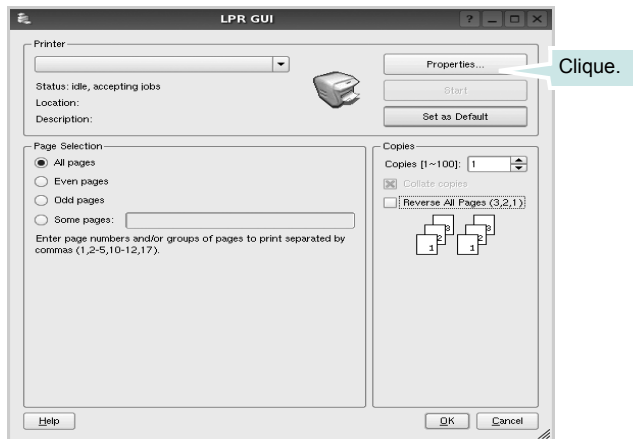 LPR GUI
Printer
Properties...
Clique.
Status: idle, accepting jobs
Start
Location:
Description:
Set as Default
Page Selection
All pages
Even pages
Odd pages
Some pages:
Enter page numbers and/or groups of pages to print separated by
commas (1,2-5,10-12,17).
Copies
Copies [1~100]: 1
Collate copies
Reverse All Pages (3,2,1)
3 3
2 2
1 1
Help
OK
Cancel